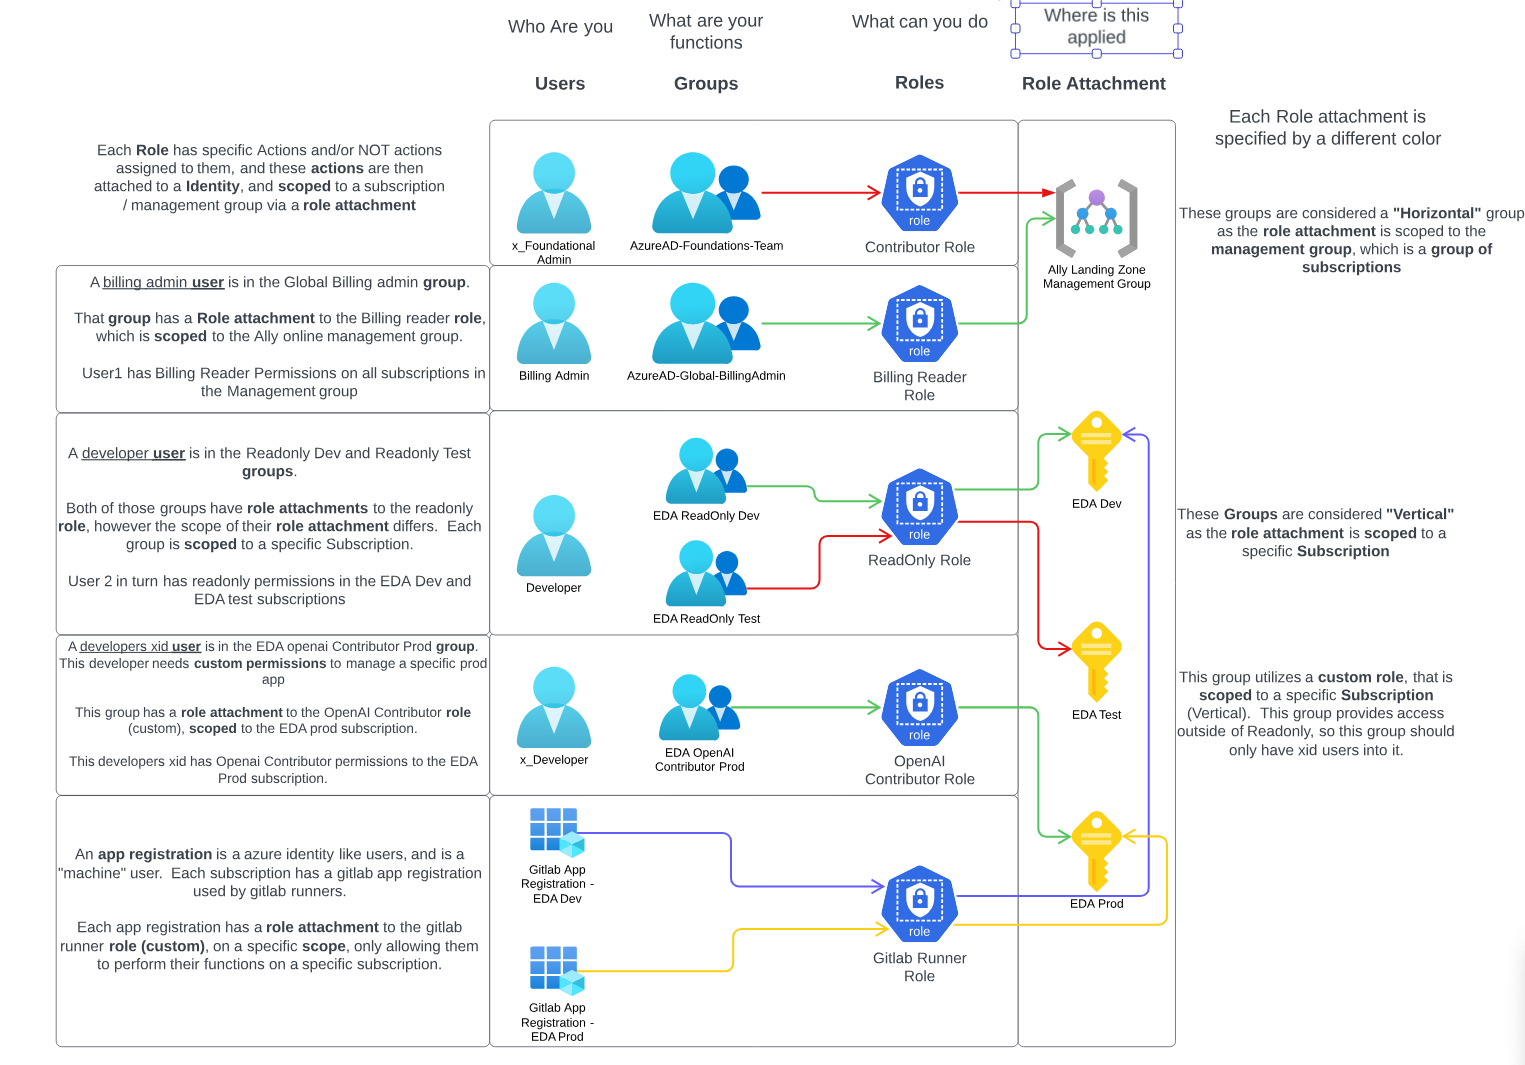 Who Are you
What are your
functions
What can you do
Where is this
applied
Users
Groups
Roles
Role Attachment
Each Role attachment is
specified by a different color
Each Role has specific Actions and/or NOT actions
assigned to them, and these actions are then
attached to a Identity, and scoped to a subscription
/ management group via a role attachment
x_Foundational
Admin
AzureAD-Foundations-Team
role
Contributor Role
Ally Landing Zone
Management Group
These groups are considered a "Horizontal" group
as the role attachment is scoped to the
management group, which is a group of
subscriptions
A billing admin user is in the Global Billing admin group.
That group has a Role attachment to the Billing reader role,
which is scoped to the Ally online management group.
User1 has Billing Reader Permissions on all subscriptions in
the Management group
Billing Admin
AzureAD-Global-BillingAdmin
role
Billing Reader
Role
A developer user is in the Readonly Dev and Readonly Test
groups.
Both of those groups have role attachments to the readonly
role, however the scope of their role attachment differs. Each
group is scoped to a specific Subscription.
User 2 in turn has readonly permissions in the EDA Dev and
EDA test subscriptions
Developer
EDA ReadOnly Dev
EDA ReadOnly Test
role
ReadOnly Role
EDA Dev
These Groups are considered "Vertical"
as the role attachment is scoped to a
specific Subscription
EDA Test
A developers xid user is in the EDA openai Contributor Prod group.
This developer needs custom permissions to manage a specific prod
app
This group has a role attachment to the OpenAI Contributor role
(custom), scoped to the EDA prod subscription.
This developers xid has Openai Contributor permissions to the EDA
Prod subscription.
x_Developer
EDA OpenAI
Contributor Prod
role
OpenAI
Contributor Role
This group utilizes a custom role, that is
scoped to a specific Subscription
(Vertical). This group provides access
outside of Readonly, so this group should
only have xid users into it.
An app registration is a azure identity like users, and is a
"machine" user. Each subscription has a gitlab app registration
used by gitlab runners.
Each app registration has a role attachment to the gitlab
runner role (custom), on a specific scope, only allowing them
to perform their functions on a specific subscription.
Gitlab App
Registration -
EDA Dev
Gitlab App
Registration -
EDA Prod
role
Gitlab Runner
Role
EDA Prod